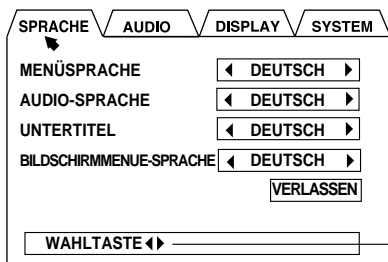 SPRACHE AUDIO DISPLAY SYSTEM
MENÜSPRACHE DEUTSCH
AUDIO-SPRACHE DEUTSCH
UNTERTITEL DEUTSCH
BILDSCHIRMMENUE-SPRACHE DEUTSCH
VERLASSEN
WAHLTASTE